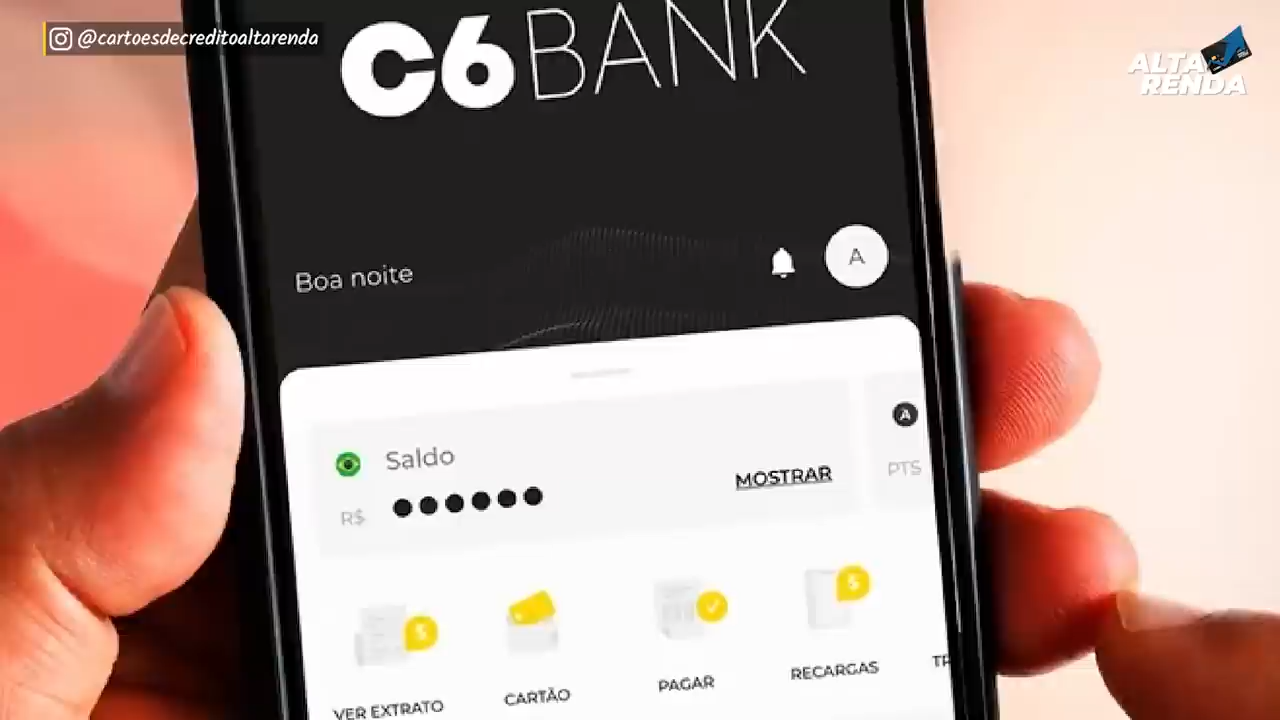 @cartoesdecreditoaltarenda
ALTA
RENDA
C6 BANK
Boa noite
A
Saldo
A
R$
MOSTRAR
PTS
VER EXTRATO
CARTÃO
PAGAR
RECARGAS